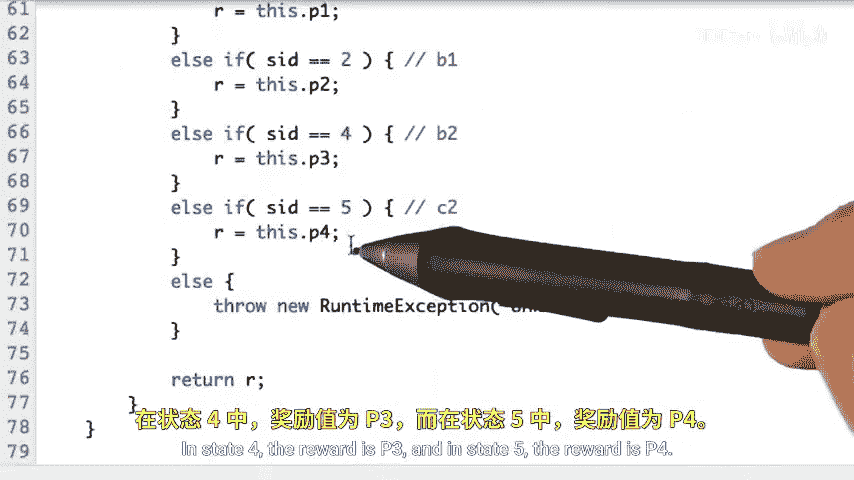 61 r = this.p1;
62 }
63 else if( sid == 2 ) { // b1
64 r = this.p2;
65 }
66 else if( sid == 4 ) { // b2
67 r = this.p3;
68 }
69 else if( sid == 5 ) { // c2
70 r = this.p4;
71 }
72 else {
73 throw new RuntimeException(
74 }
75
76 return r;
77 }
78 }
79
在状态 4 中，奖励值为 P3，而在状态 5 中，奖励值为 P4。
In state 4, the reward is P3, and in state 5, the reward is P4.